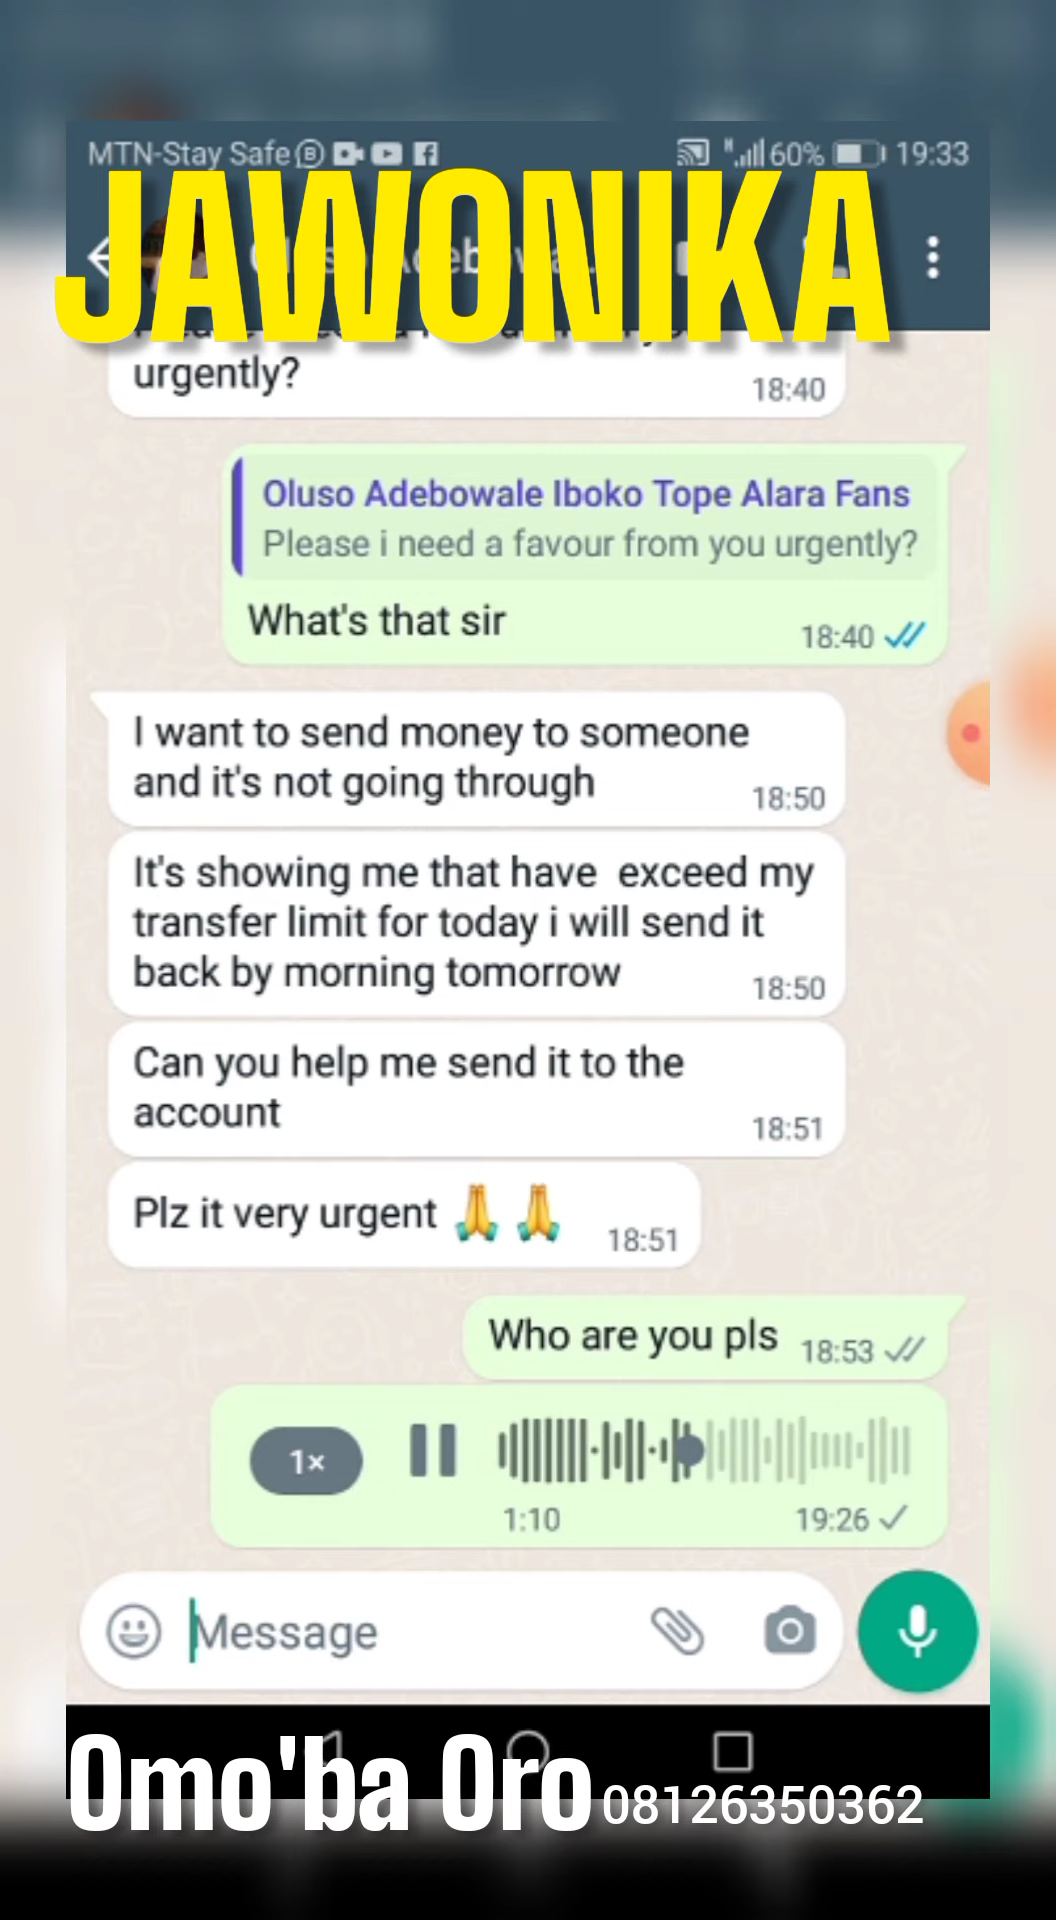 MTN-Stay Safe 60% 19:33
JAWONIKA
urgently?
18:40
Oluso Adebowale Iboko Tope Alara Fans
Please i need a favour from you urgently?
What's that sir
18:40
I want to send money to someone
and it's not going through
18:50
It's showing me that have exceed my
transfer limit for today i will send it
back by morning tomorrow
18:50
Can you help me send it to the
account
18:51
Plz it very urgent 🙏 🙏
18:51
Who are you pls 18:53
1×
1:10 19:26
Message
Omo'ba Oro 08126350362